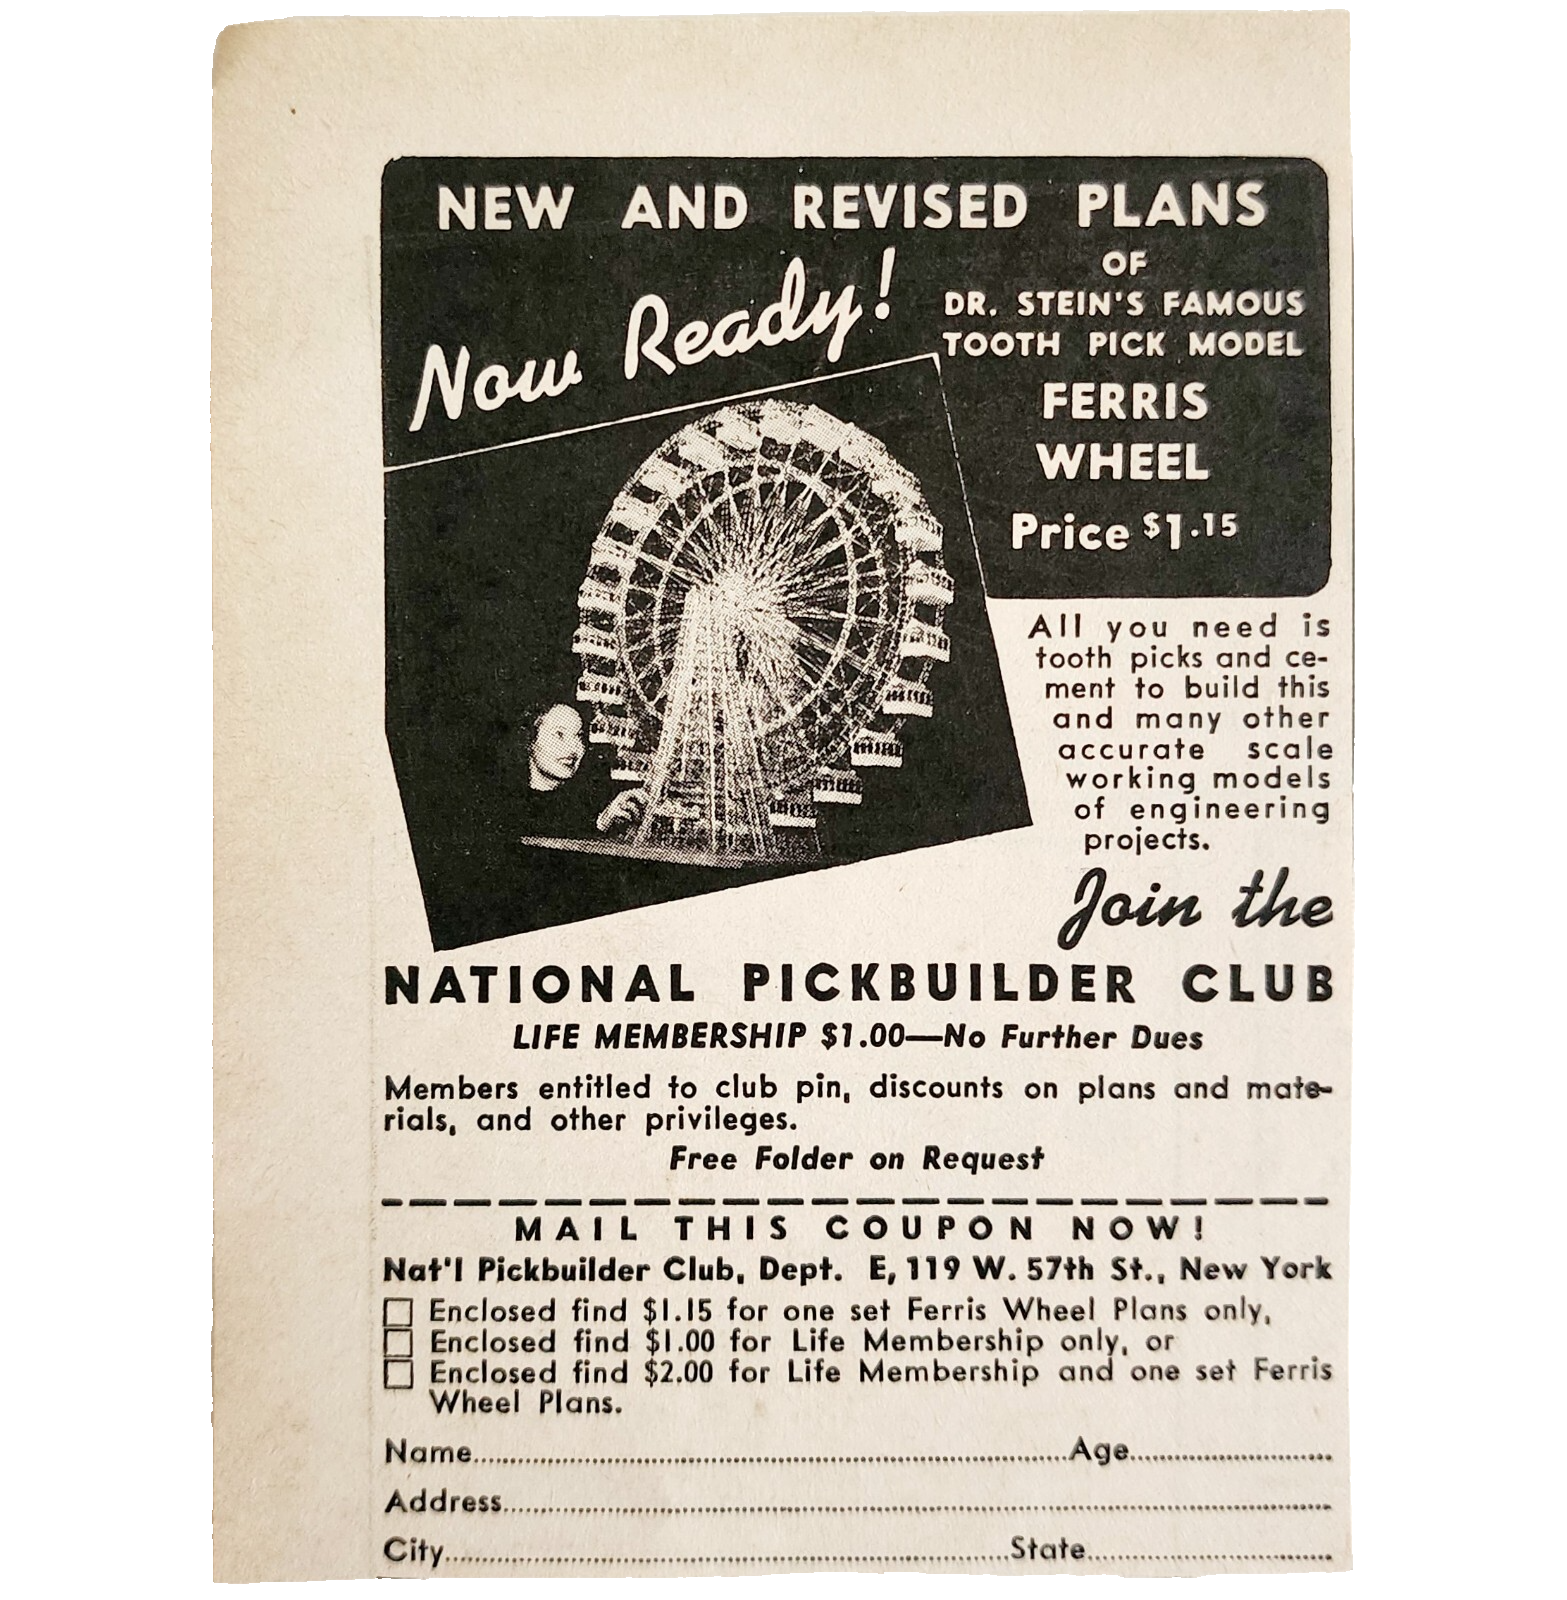 NEW AND REVISED PLANS
Now Ready!
OF
DR. STEIN'S FAMOUS
TOOTH PICK MODEL
FERRIS
WHEEL
Price $1.15
All you need is
tooth picks and ce-
ment to build this
and many other
accurate scale
working models
of engineering
projects.
Join the
NATIONAL PICKBUILDER CLUB
LIFE MEMBERSHIP $1.00—No Further Dues
Members entitled to club pin, discounts on plans and mate-
rials, and other privileges.
Free Folder on Request
MAIL THIS COUPON NOW!
Nat'l Pickbuilder Club, Dept. E, 119 W. 57th St., New York
Enclosed find $1.15 for one set Ferris Wheel Plans only,
Enclosed find $1.00 for Life Membership only, or
Enclosed find $2.00 for Life Membership and one set Ferris
Wheel Plans.
Name Age
Address
City State